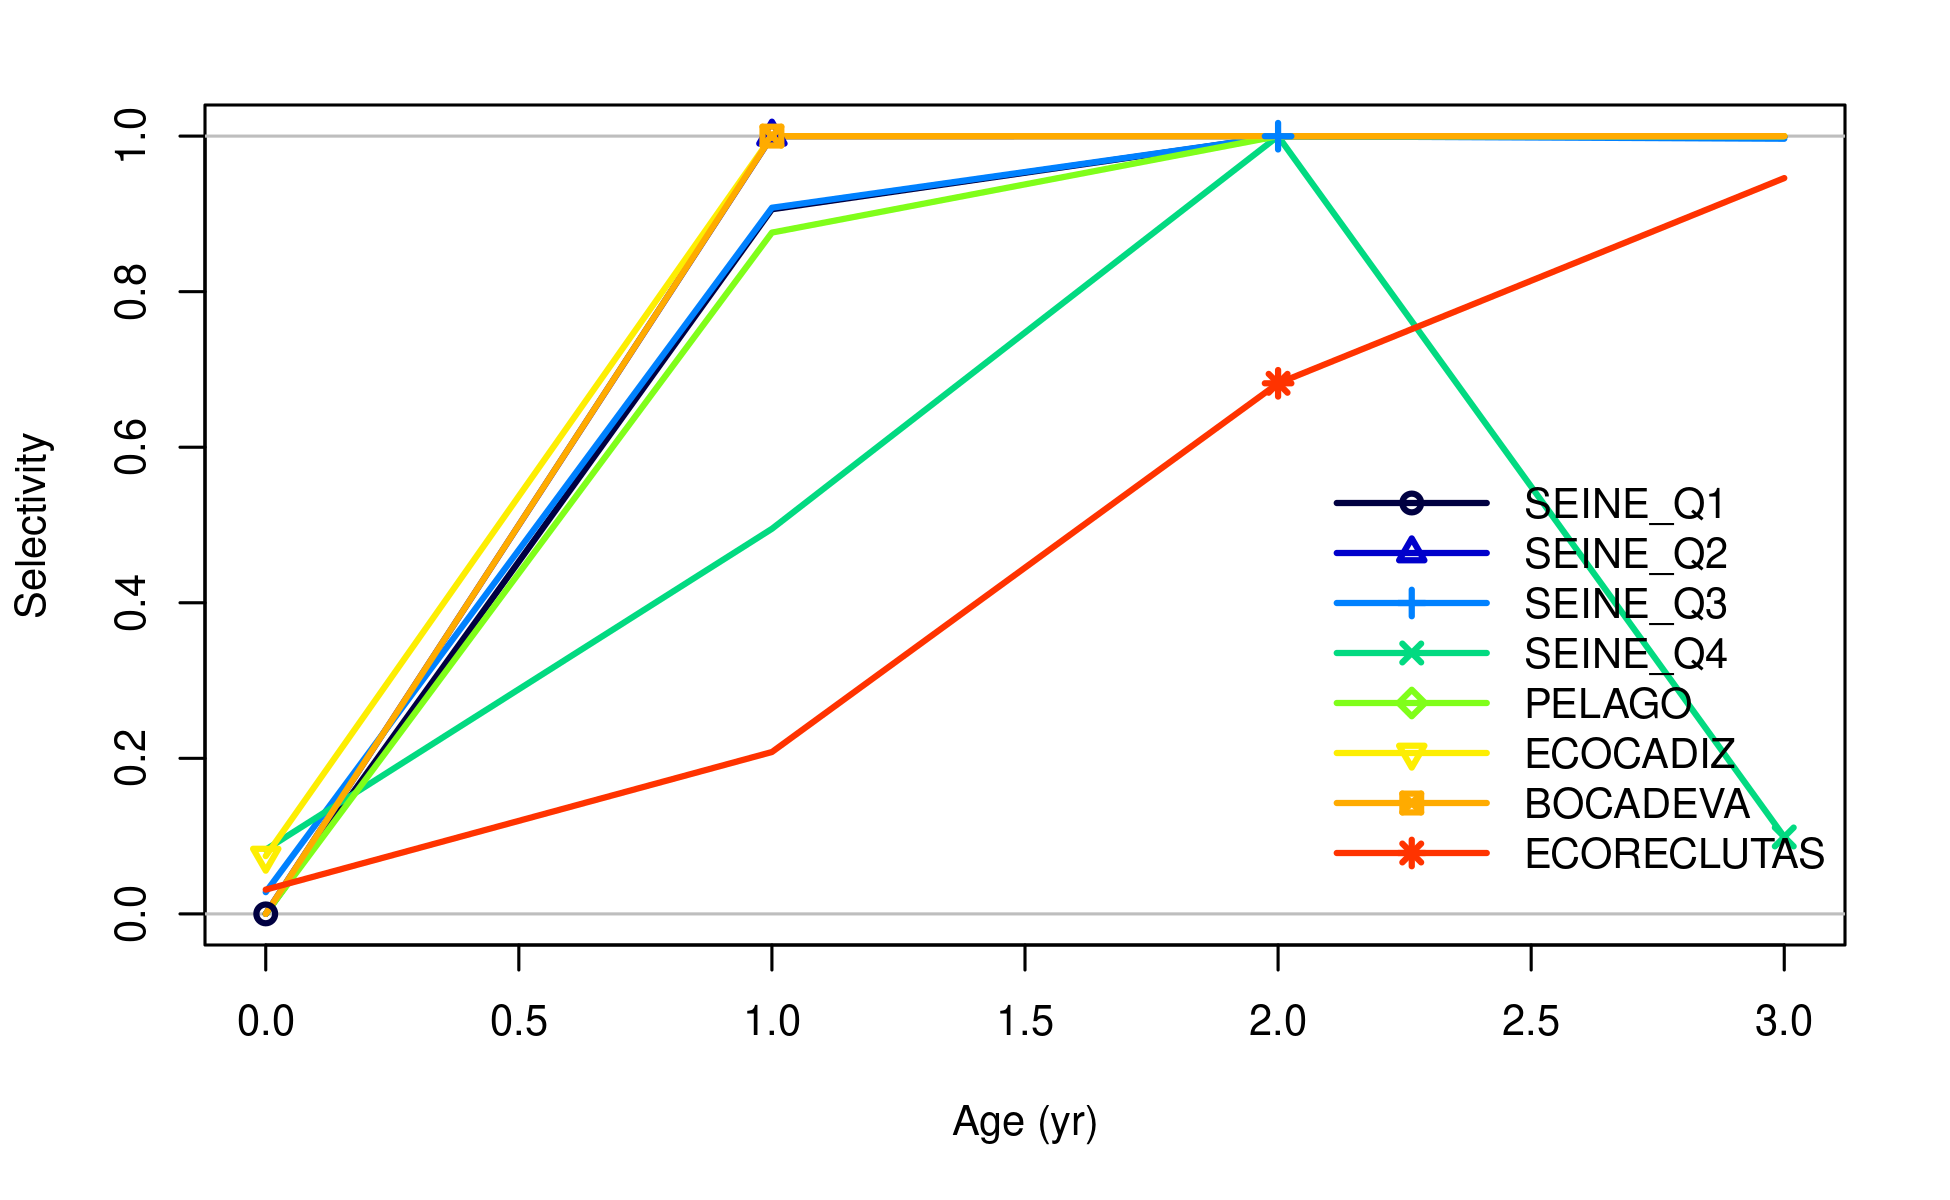 1.0
0.8
0.6
0.4
0.2
0.0
Selectivity
SEINE_Q1
SEINE_Q2
SEINE_Q3
SEINE_Q4
PELAGO
ECOCADIZ
BOCADEVA
ECORECLUTAS
0.0 0.5 1.0 1.5 2.0 2.5 3.0
Age (yr)